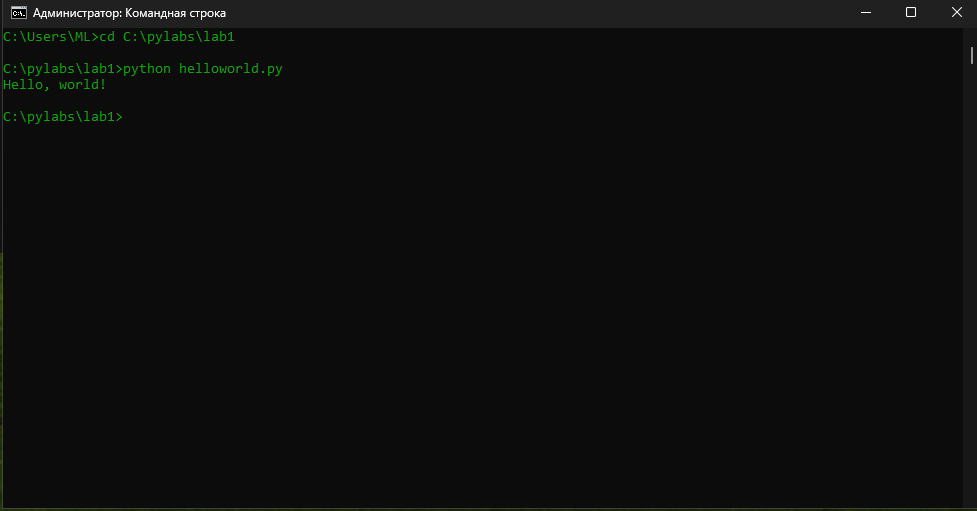 Администратор: Командная строка
C:\Users\ML>cd C:\pylabs\lab1
C:\pylabs\lab1>python helloworld.py
Hello, world!
C:\pylabs\lab1>